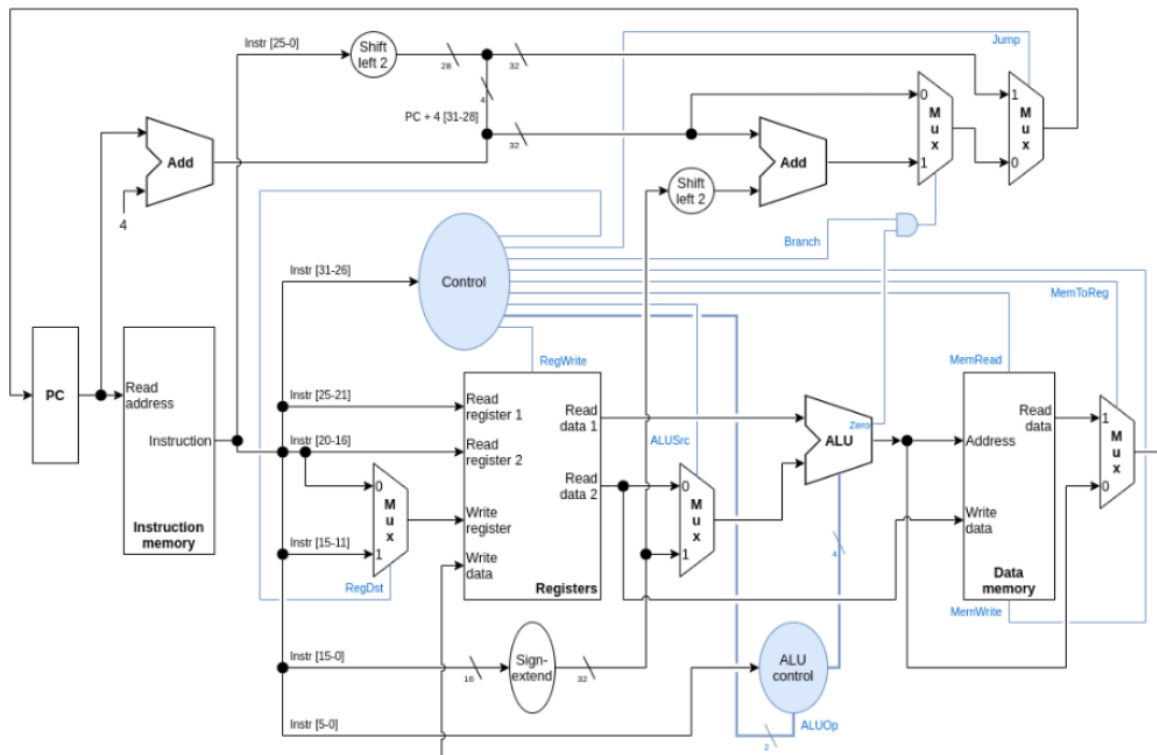 Instr [25-0]
Shift
left 2
28
32
Jump
4
PC + 4 [31-28]
32
0
M
u
x
1
1
M
u
x
0
Add
4
Add
Shift
left 2
Branch
Control
Instr [31-26]
MemToReg
RegWrite
MemRead
PC
Read
address
Instruction
Instruction
memory
Instr [25-21]
Instr [20-16]
Read
register 1
Read
register 2
Write
register
Write
data
Read
data 1
Read
data 2
Registers
0
M
u
x
1
Instr [15-11]
RegDst
ALUSrc
0
M
u
x
1
Zero
ALU
4
Read
data
Address
Write
data
Data
memory
MemWrite
1
M
u
x
0
Instr [15-0]
16
Sign-
extend
32
ALU
control
Instr [5-0]
ALUOp
2